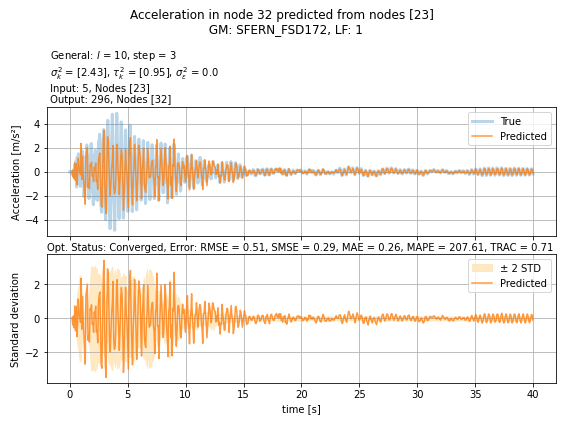 Acceleration in node 32 predicted from nodes [23]
GM: SFERN_FSD172, LF: 1
General: l = 10, step = 3
σ²ₖ = [2.43], τ²ₖ = [0.95], σ²ε = 0.0
Input: 5, Nodes [23]
Output: 296, Nodes [32]
True
Predicted
4
2
0
−2
−4
Acceleration [m/s²]
Opt. Status: Converged, Error: RMSE = 0.51, SMSE = 0.29, MAE = 0.26, MAPE = 207.61, TRAC = 0.71
± 2 STD
Predicted
2
0
−2
Standard deviation
0 5 10 15 20 25 30 35 40
time [s]